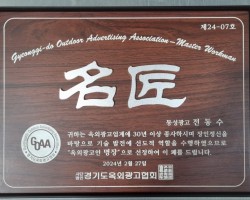 제24-07호
Gyeonggi-do Outdoor Advertising Association-Master Workman
名匠
동성광고 전동수
귀하는 옥외광고업계에 30년 이상 종사하시며 장인정신을
바탕으로 기술 발전에 선도적 역할을 수행하였으므로
"옥외광고인 명장"으로 선정하여 이 패를 드립니다.
2024년 2월 27일
경기도옥외광고협회
GOAA